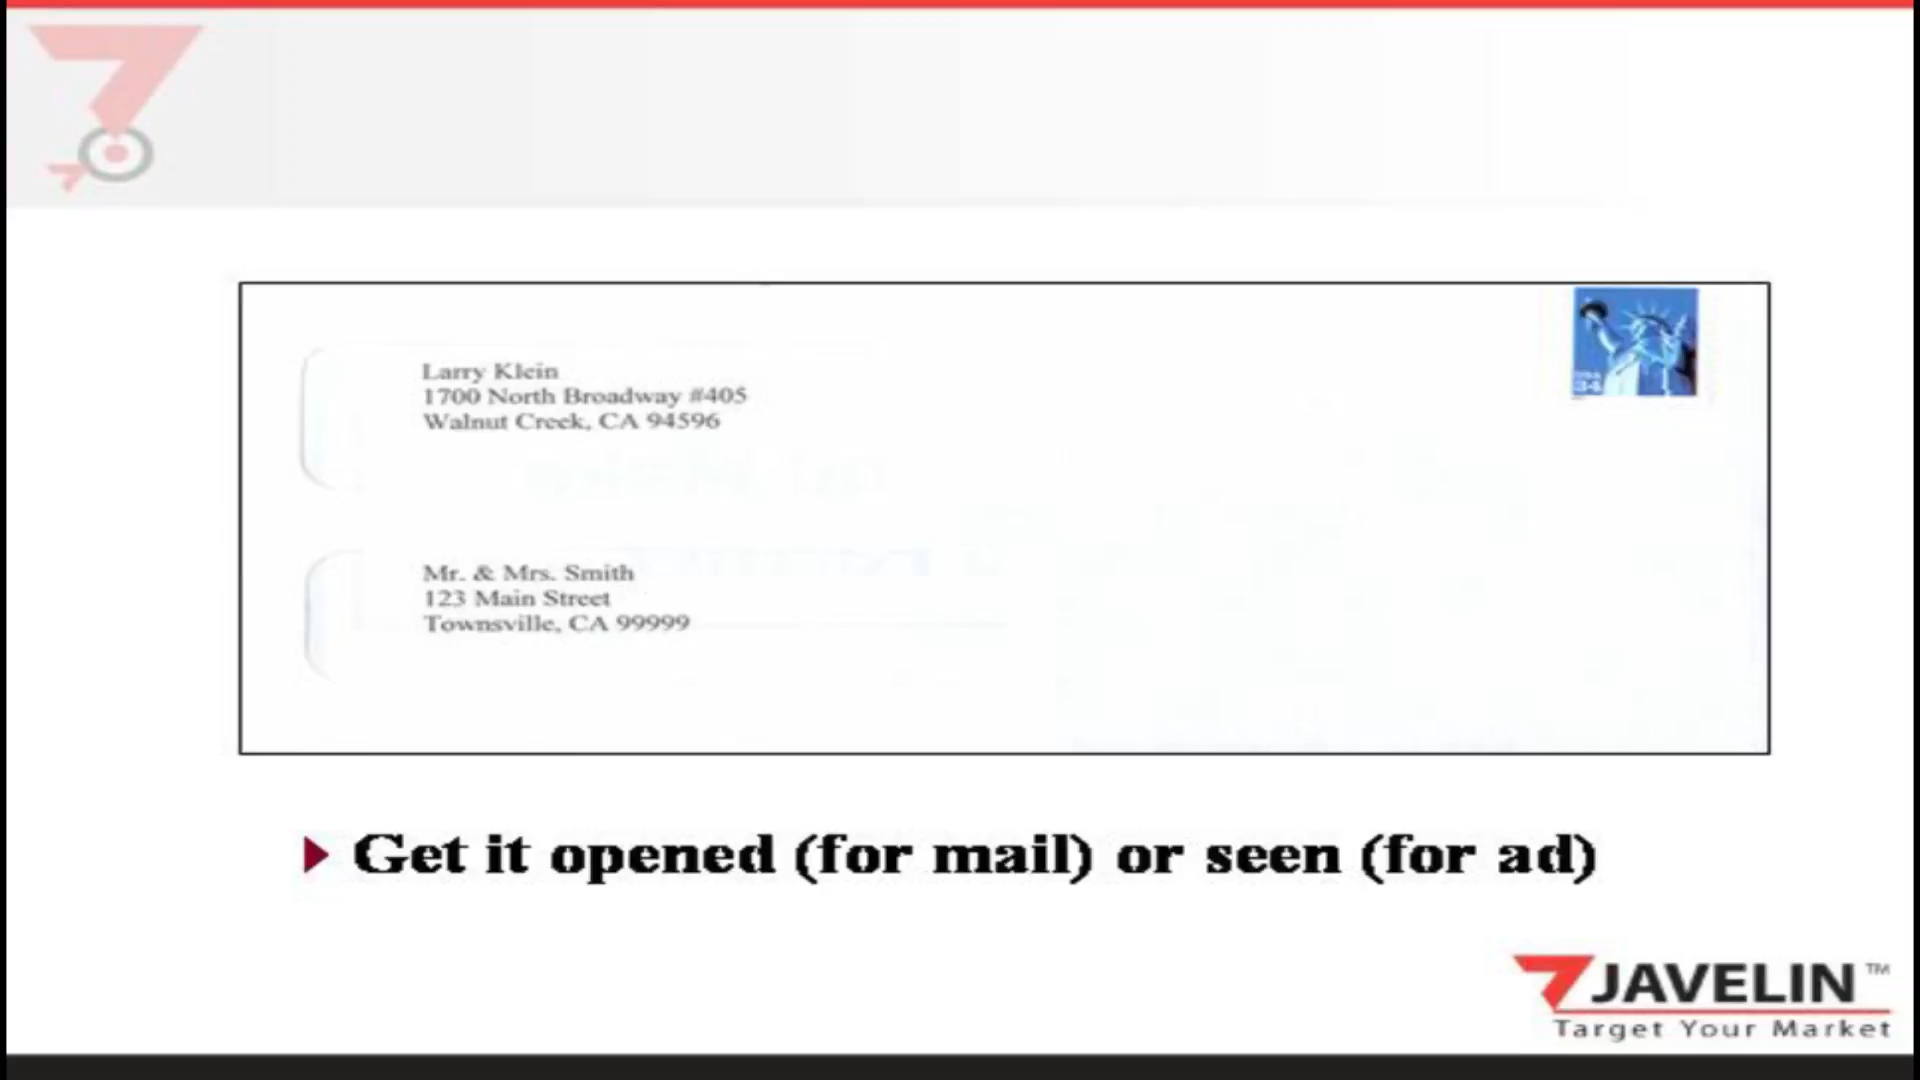 Larry Klein
1700 North Broadway #405
Walnut Creek, CA 94596
34
Mr. & Mrs. Smith
123 Main Street
Townsville, CA 99999
Get it opened (for mail) or seen (for ad)
JAVELIN™
Target Your Market